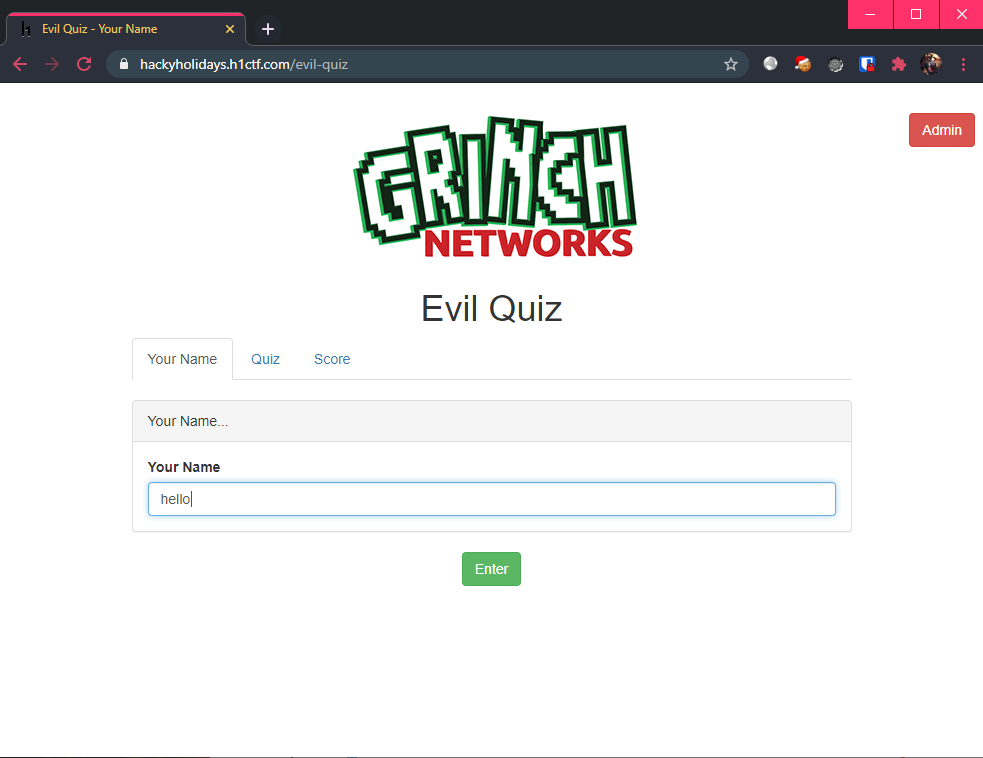 Evil Quiz - Your Name
hackyholidays.h1ctf.com/evil-quiz
Admin
GRINCH
NETWORKS
Evil Quiz
Your Name Quiz Score
Your Name...
Your Name
hello
Enter